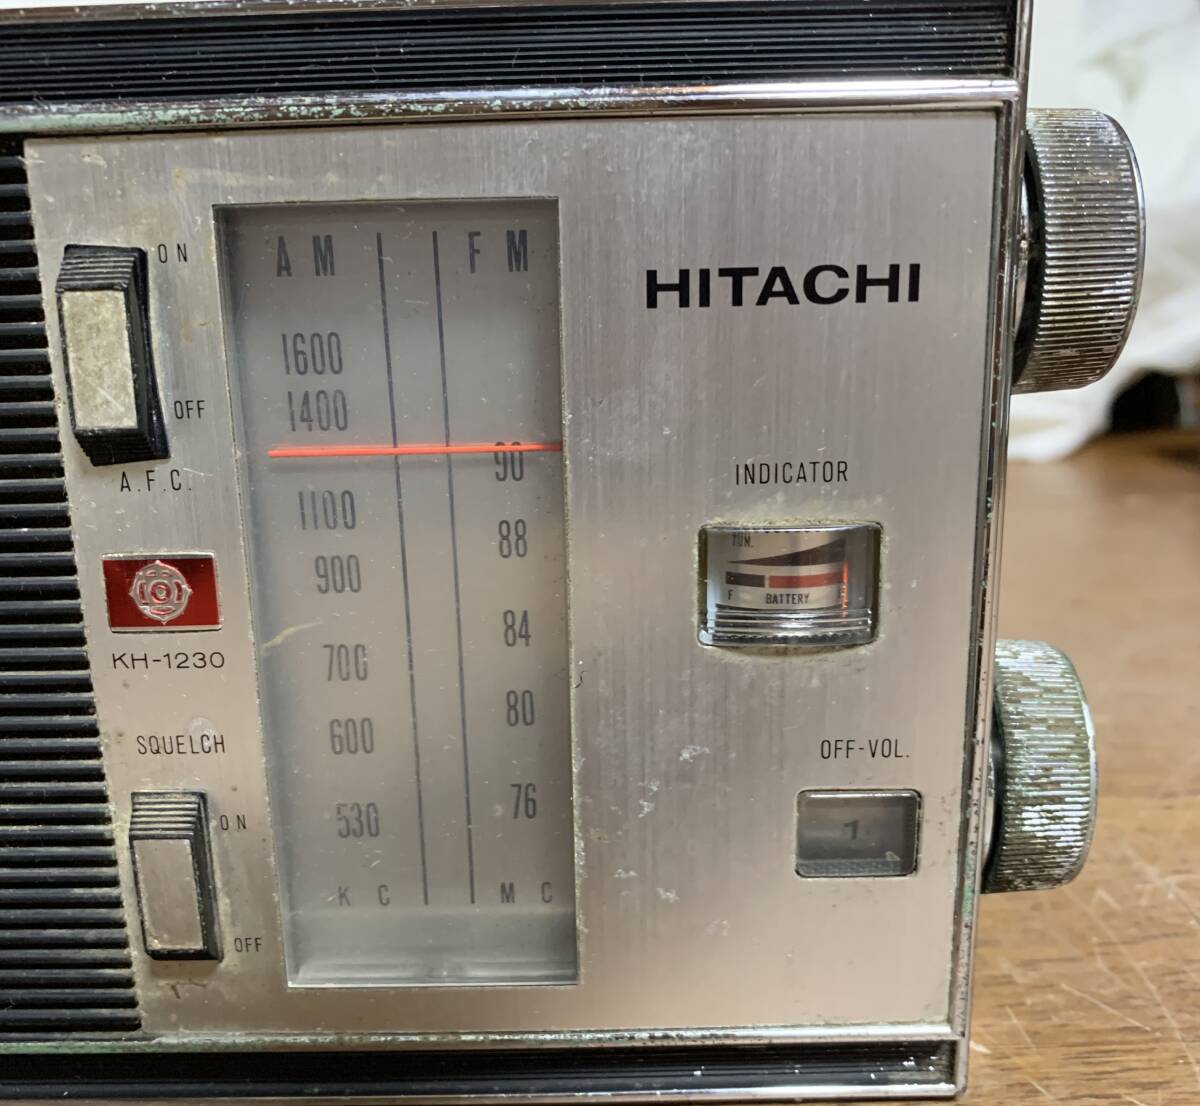 HITACHI
ON
OFF
A.F.C.
KH-1230
SQUELCH
ON
OFF
AM FM
1600
1400
90
1100
88
900
84
700
80
600
76
530
KC MC
INDICATOR
TUN.
F BATTERY
OFF-VOL.
1